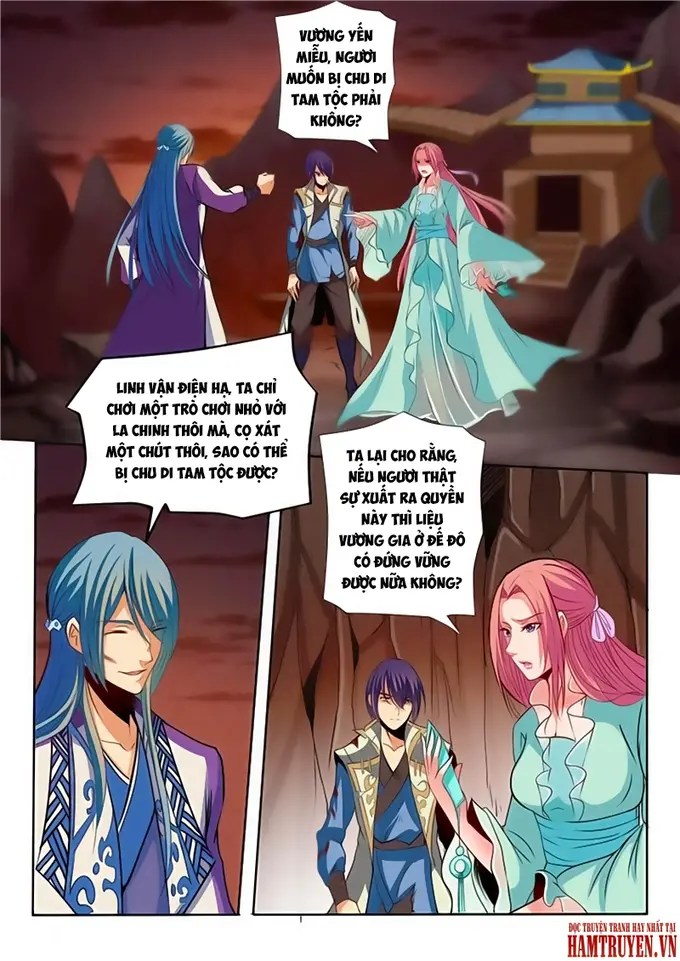 VƯƠNG YẾN
MIỄU, NGƯƠI
MUỐN BỊ CHU DI
TAM TỘC PHẢI
KHÔNG?
LINH VẬN ĐIỆN HẠ, TA CHỈ
CHƠI MỘT TRÒ CHƠI NHỎ VỚI
LA CHINH THÔI MÀ, CỌ XÁT
MỘT CHÚT THÔI, SAO CÓ THỂ
BỊ CHU DI TAM TỘC ĐƯỢC?
TA LẠI CHO RẰNG,
NẾU NGƯƠI THẬT
SỰ XUẤT RA QUYỀN
NÀY THÌ LIỆU
VƯƠNG GIA Ở ĐẾ ĐÔ
CÓ ĐỨNG VỮNG
ĐƯỢC NỮA KHÔNG?
1
ĐỌC TRUYỆN TRANH HAY NHẤT TẠI
HAMTRUYEN.VN